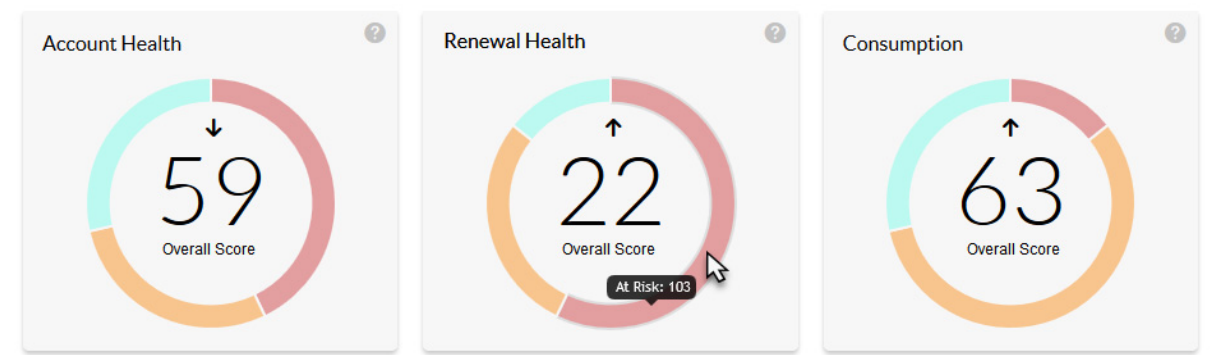 Account Health
?
↓
59
Overall Score
Renewal Health
?
↑
22
Overall Score
At Risk: 103
Consumption
?
↑
63
Overall Score